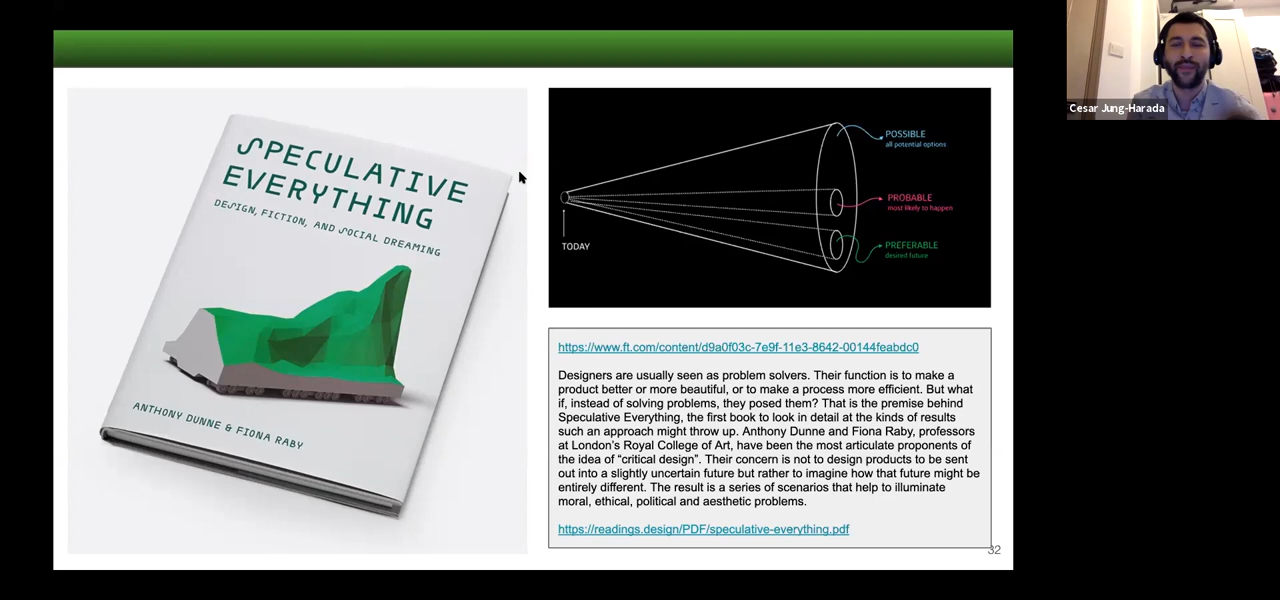 SPECULATIVE
EVERYTHING
DESIGN, FICTION, AND SOCIAL DREAMING
ANTHONY DUNNE & FIONA RABY
TODAY
POSSIBLE
all potential options
PROBABLE
most likely to happen
PREFERABLE
desired future
https://www.ft.com/content/d9a0f03c-7e9f-11e3-8642-00144feabdc0
Designers are usually seen as problem solvers. Their function is to make a
product better or more beautiful, or to make a process more efficient. But what
if, instead of solving problems, they posed them? That is the premise behind
Speculative Everything, the first book to look in detail at the kinds of results
such an approach might throw up. Anthony Dunne and Fiona Raby, professors
at London's Royal College of Art, have been the most articulate proponents of
the idea of “critical design”. Their concern is not to design products to be sent
out into a slightly uncertain future but rather to imagine how that future might be
entirely different. The result is a series of scenarios that help to illuminate
moral, ethical, political and aesthetic problems.
https://readings.design/PDF/speculative-everything.pdf
32
Cesar Jung-Harada